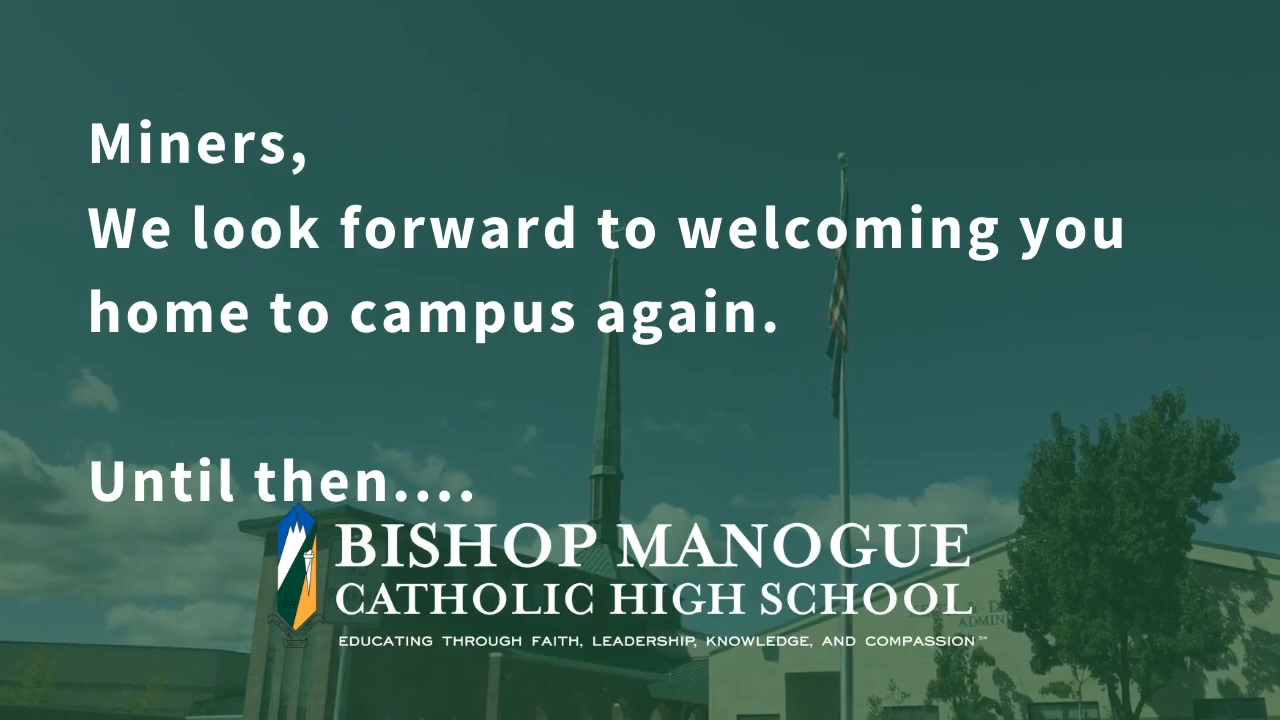 Miners,
We look forward to welcoming you
home to campus again.
Until then....
BISHOP MANOGUE
CATHOLIC HIGH SCHOOL
EDUCATING THROUGH FAITH, LEADERSHIP, KNOWLEDGE, AND COMPASSION℠